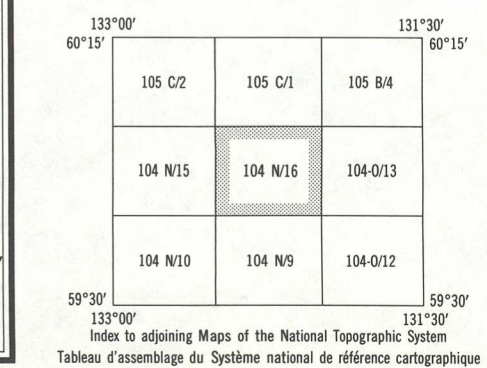 133°00′ 131°30′
60°15′ 60°15′
105 C/2 105 C/1 105 B/4
104 N/15 104 N/16 104-O/13
104 N/10 104 N/9 104-O/12
59°30′ 59°30′
133°00′ 131°30′
Index to adjoining Maps of the National Topographic System
Tableau d'assemblage du Système national de référence cartographique